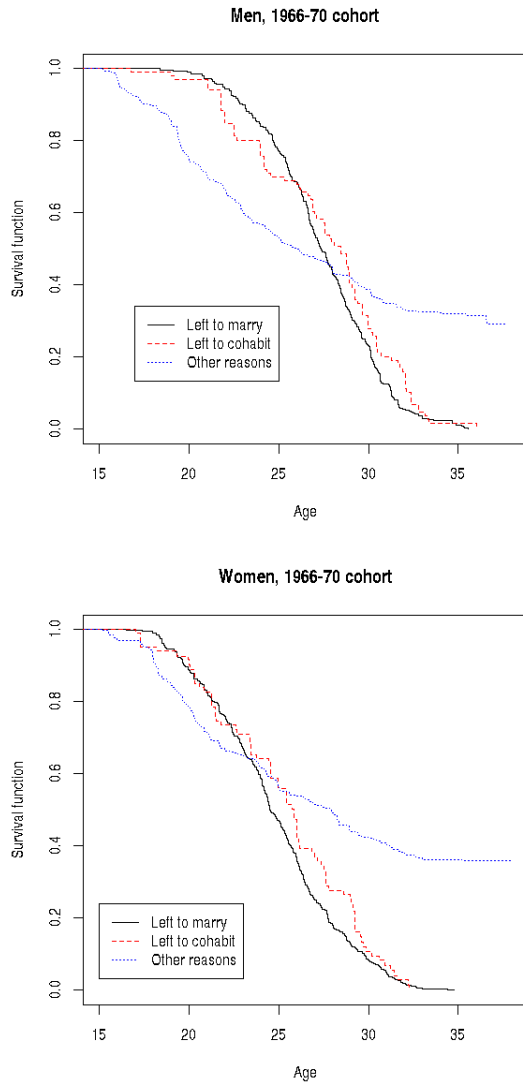 Men, 1966-70 cohort
Survival function
1.0
0.8
0.6
0.4
0.2
0.0
Left to marry
Left to cohabit
Other reasons
15 20 25 30 35
Age
Women, 1966-70 cohort
Survival function
1.0
0.8
0.6
0.4
0.2
0.0
Left to marry
Left to cohabit
Other reasons
15 20 25 30 35
Age